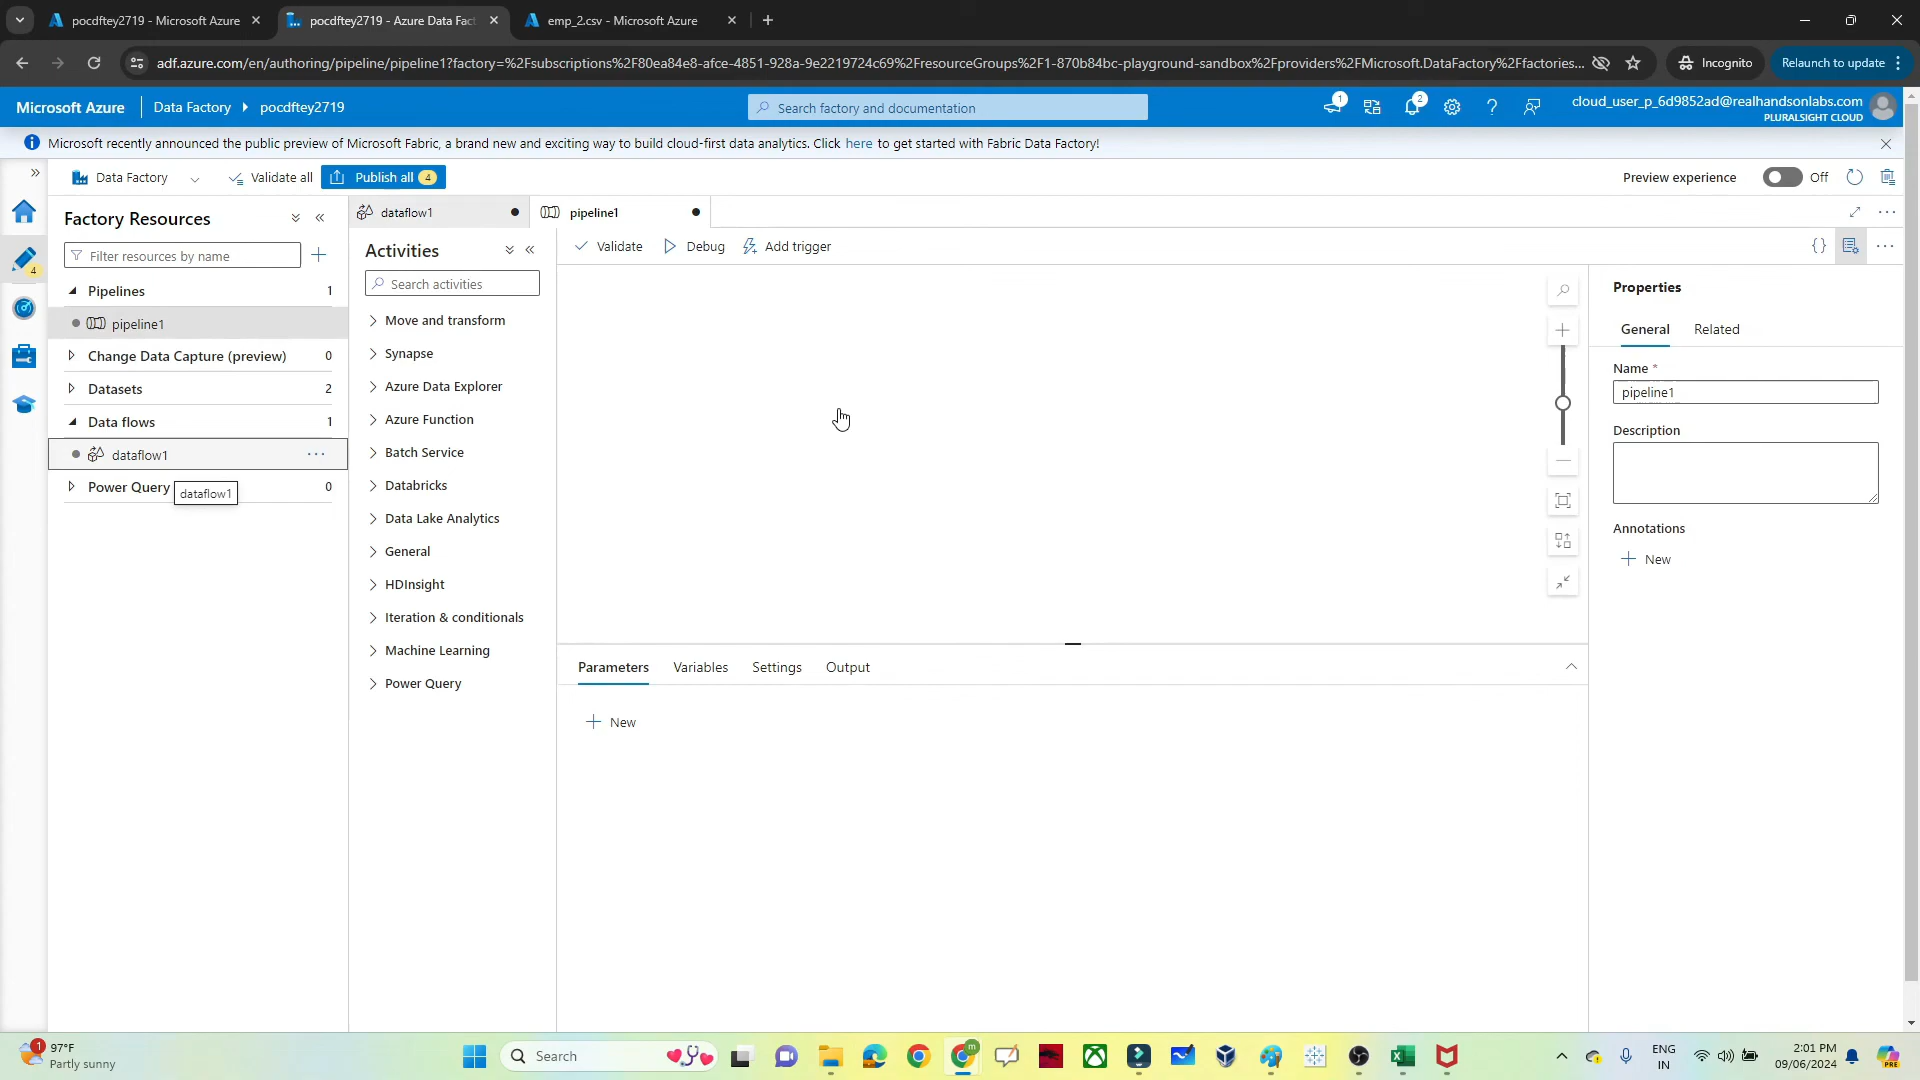 pocdftey2719 - Microsoft Azure
pocdftey2719 - Azure Data Fact
emp_2.csv - Microsoft Azure
adf.azure.com/en/authoring/pipeline/pipeline1?factory=%2Fsubscriptions%2F80ea84e8-afce-4851-928a-9e2219724c69%2FresourceGroups%2F1-870b84bc-playground-sandbox%2Fproviders%2FMicrosoft.DataFactory%2Ffactories...
Incognito
Relaunch to update
Microsoft Azure
Data Factory
pocdftey2719
Search factory and documentation
1
2
cloud_user_p_6d9852ad@realhandsonlabs.com
PLURALSIGHT CLOUD
Microsoft recently announced the public preview of Microsoft Fabric, a brand new and exciting way to build cloud-first data analytics. Click here to get started with Fabric Data Factory!
Data Factory
Validate all
Publish all 4
Preview experience
Off
4
Factory Resources
Filter resources by name
Pipelines 1
pipeline1
Change Data Capture (preview) 0
Datasets 2
Data flows 1
dataflow1
Power Query 0
dataflow1
dataflow1
pipeline1
Activities
Search activities
Move and transform
Synapse
Azure Data Explorer
Azure Function
Batch Service
Databricks
Data Lake Analytics
General
HDInsight
Iteration & conditionals
Machine Learning
Power Query
Validate
Debug
Add trigger
Parameters
Variables
Settings
Output
New
Properties
General
Related
Name *
pipeline1
Description
Annotations
New
1
97°F
Partly sunny
Search
m
ENG
IN
2:01 PM
09/06/2024
PRE